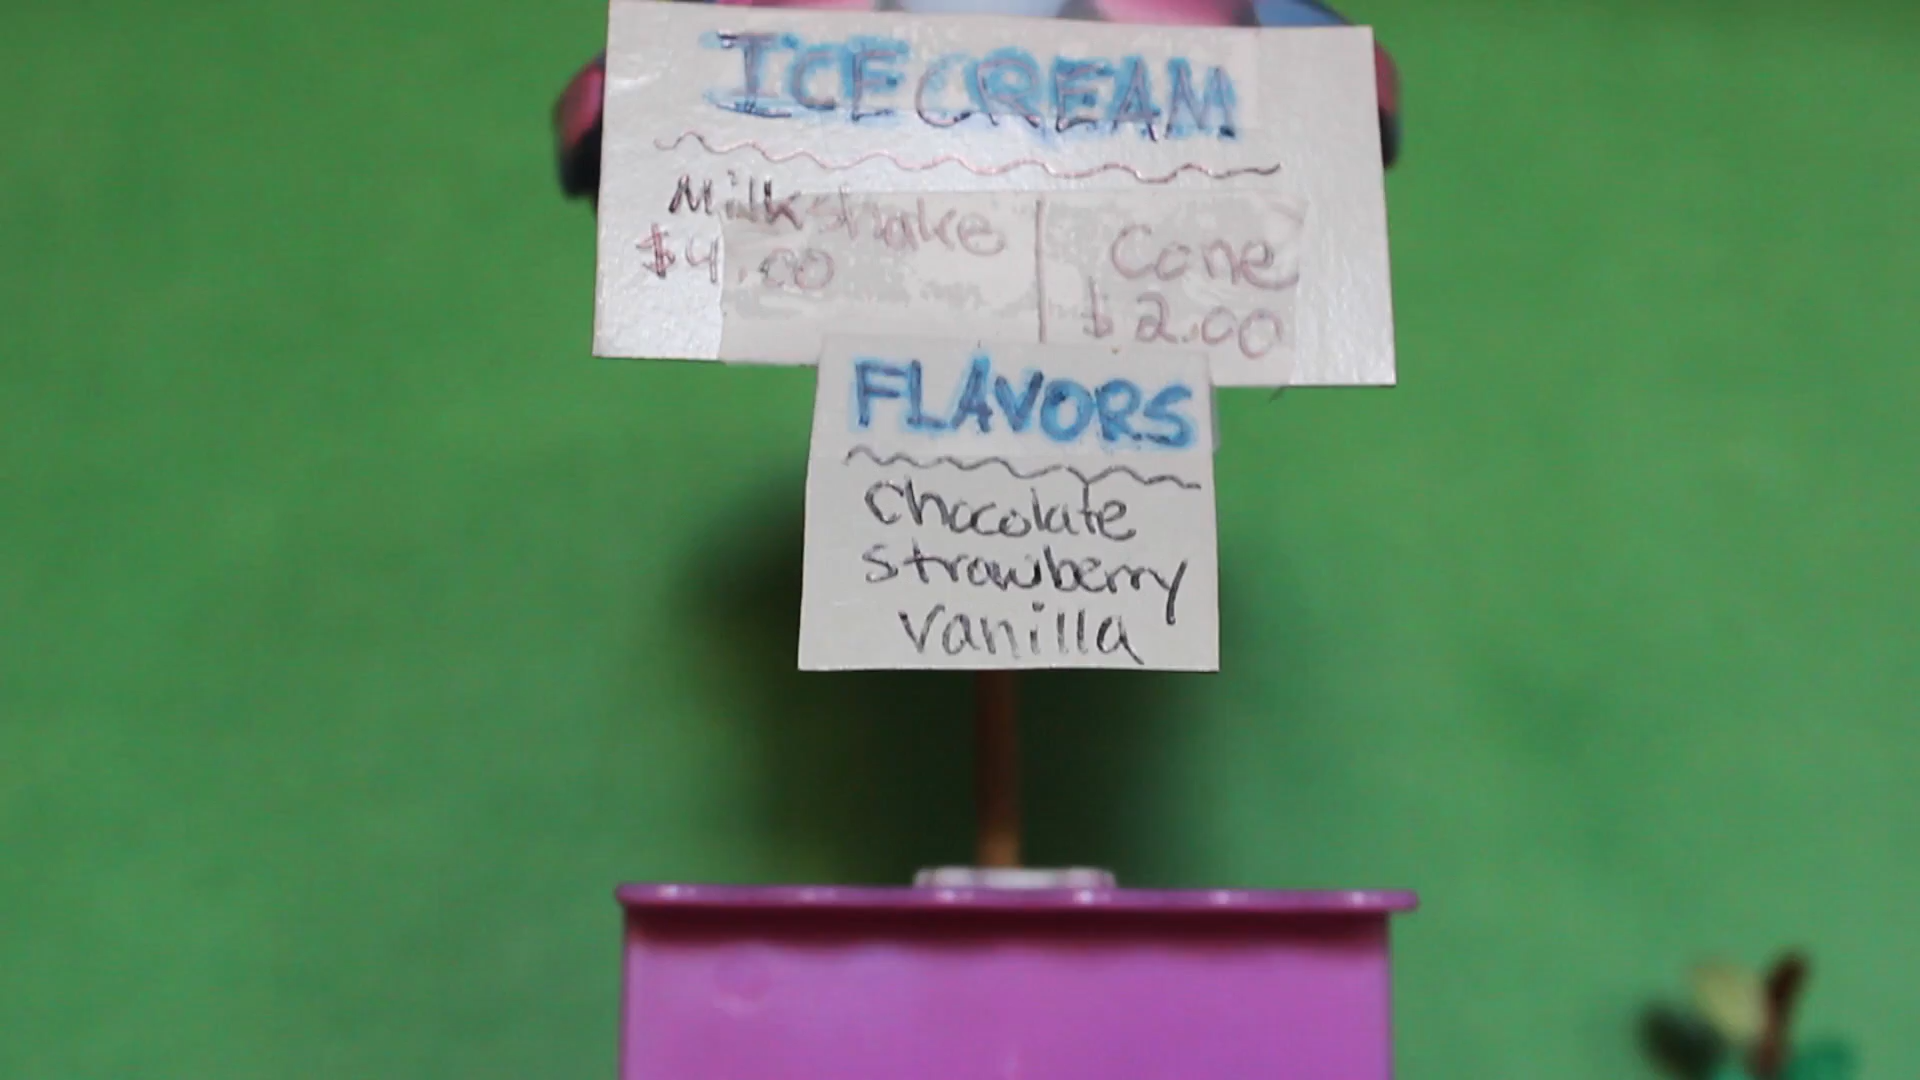 ICE CREAM
Milkshake
$4.00
Cone
$2.00
FLAVORS
chocolate
strawberry
vanilla